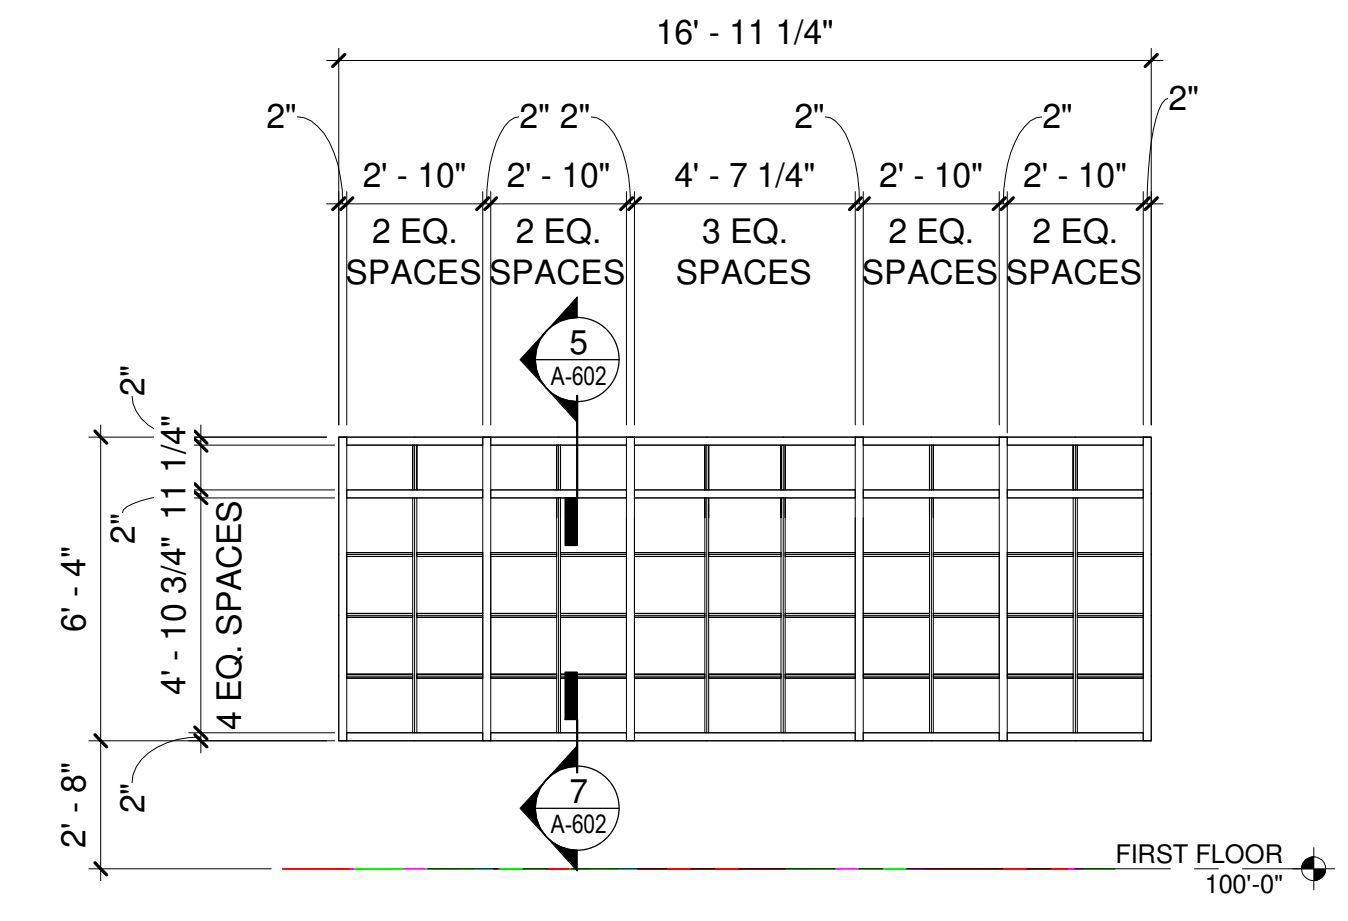 16' - 11 1/4"
2" 2" 2" 2" 2" 2"
2' - 10" 2' - 10" 4' - 7 1/4" 2' - 10" 2' - 10"
2 EQ. 2 EQ. 3 EQ. 2 EQ. 2 EQ.
SPACES SPACES SPACES SPACES SPACES
5
A-602
2"
11 1/4"
2"
4' - 10 3/4"
4 EQ. SPACES
6' - 4"
2"
2' - 8"
7
A-602
FIRST FLOOR
100'-0"